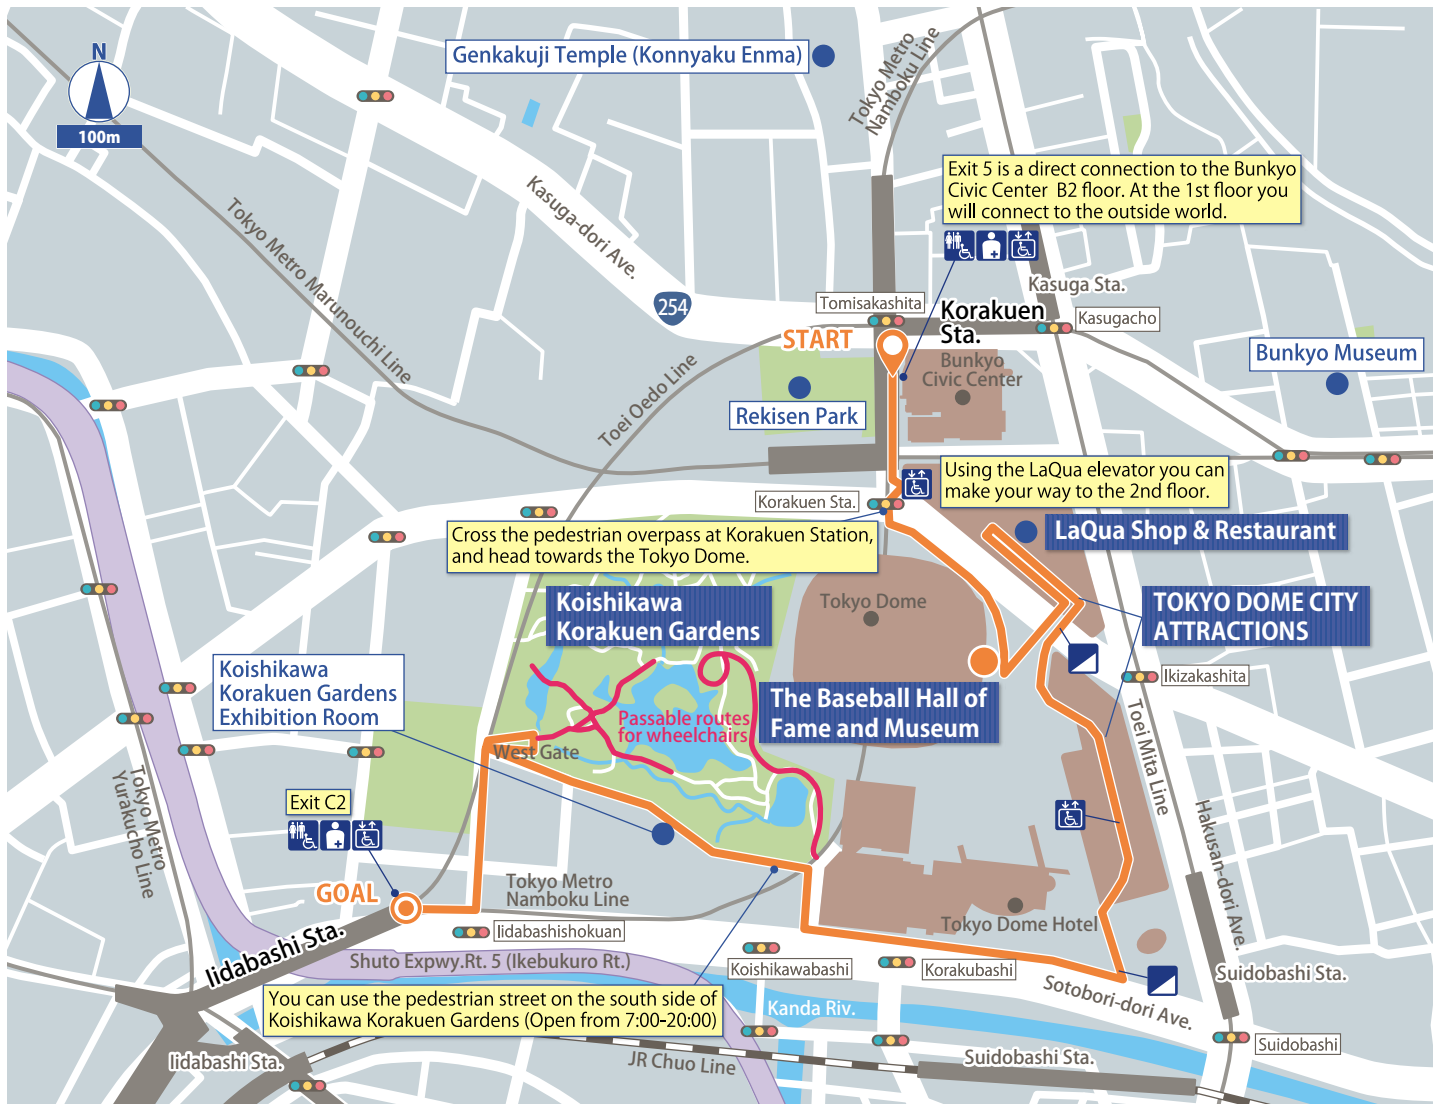 N
100m
Genkakuji Temple (Konnyaku Enma)
Tokyo Metro
Namboku Line
Exit 5 is a direct connection to the Bunkyo
Civic Center B2 floor. At the 1st floor you
will connect to the outside world.
Kasuga-dori Ave.
Tokyo Metro Marunouchi Line
254
Tomisakashita
Kasuga Sta.
Korakuen
Sta.
Kasugacho
START
Bunkyo
Civic Center
Bunkyo Museum
Toei Oedo Line
Rekisen Park
Using the LaQua elevator you can
make your way to the 2nd floor.
Korakuen Sta.
Cross the pedestrian overpass at Korakuen Station,
and head towards the Tokyo Dome.
LaQua Shop & Restaurant
Koishikawa
Korakuen Gardens
Tokyo Dome
TOKYO DOME CITY
ATTRACTIONS
Koishikawa
Korakuen Gardens
Exhibition Room
Ikizakashita
The Baseball Hall of
Fame and Museum
Passable routes
for wheelchairs
West Gate
Toei Mita Line
Tokyo Metro
Yurakucho Line
Exit C2
Hakusan-dori Ave.
GOAL
Tokyo Metro
Namboku Line
Tokyo Dome Hotel
Iidabashi Sta.
Iidabashishokuan
Shuto Expwy.Rt. 5 (Ikebukuro Rt.)
Koishikawabashi
Korakubashi
Sotobori-dori Ave.
Suidobashi Sta.
You can use the pedestrian street on the south side of
Koishikawa Korakuen Gardens (Open from 7:00-20:00)
Kanda Riv.
Iidabashi Sta.
JR Chuo Line
Suidobashi Sta.
Suidobashi